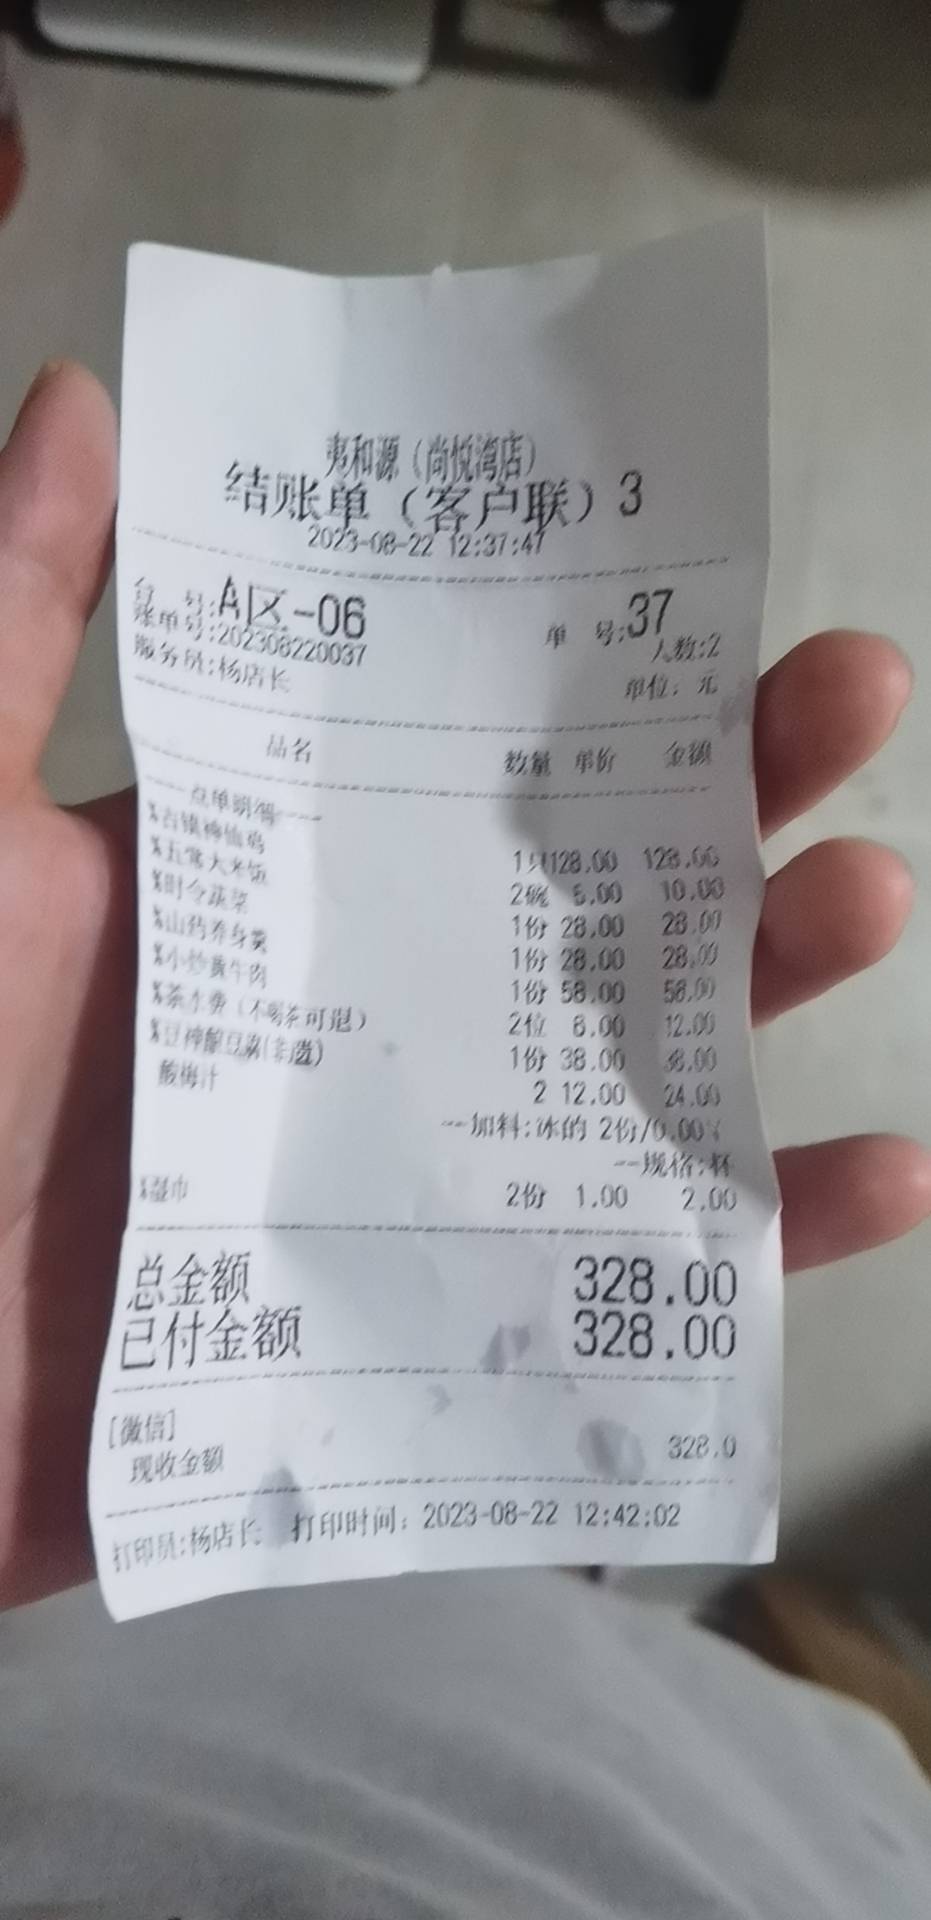 夷和源（尚悦湾店）
结账单（客户联）3
2023-08-22 12:37:47
台 号:A区-06 单 号:37
账单号:202308220037 人数:2
服务员:杨店长 单位：元
品名 数量 单价 金额
点单明细
古镇神仙鸡 1只128.00 128.00
五常大米饭 2碗 5.00 10.00
时令蔬菜 1份 28.00 28.00
山药养身羹 1份 28.00 28.00
小炒黄牛肉 1份 58.00 58.00
茶水费（不喝茶可退） 2位 6.00 12.00
豆腐(非遗) 1份 38.00 38.00
酸梅汁 2 12.00 24.00
--加料:冰的 2份/0.00
--规格:杯
湿巾 2份 1.00 2.00
总金额 328.00
已付金额 328.00
[微信]
现收金额 328.0
打印员:杨店长 打印时间：2023-08-22 12:42:02